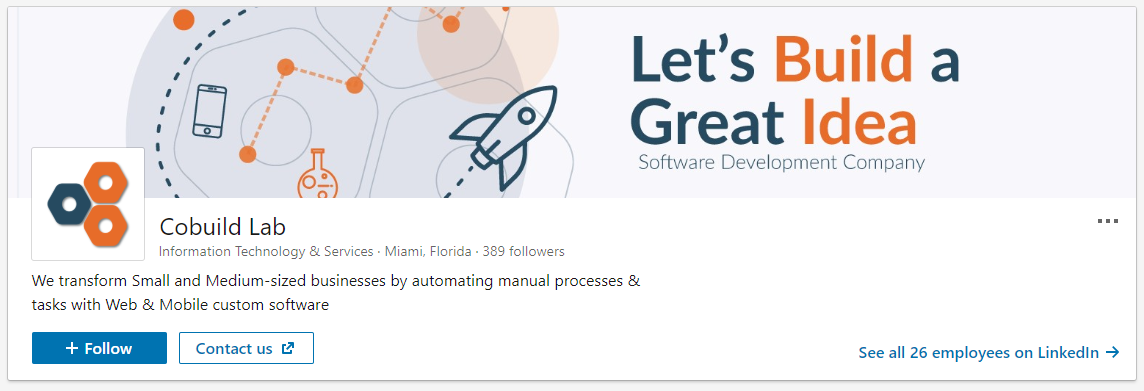 Let's Build a
Great Idea
Software Development Company
Cobuild Lab
Information Technology & Services · Miami, Florida · 389 followers
We transform Small and Medium-sized businesses by automating manual processes &
tasks with Web & Mobile custom software
+ Follow
Contact us
See all 26 employees on LinkedIn →